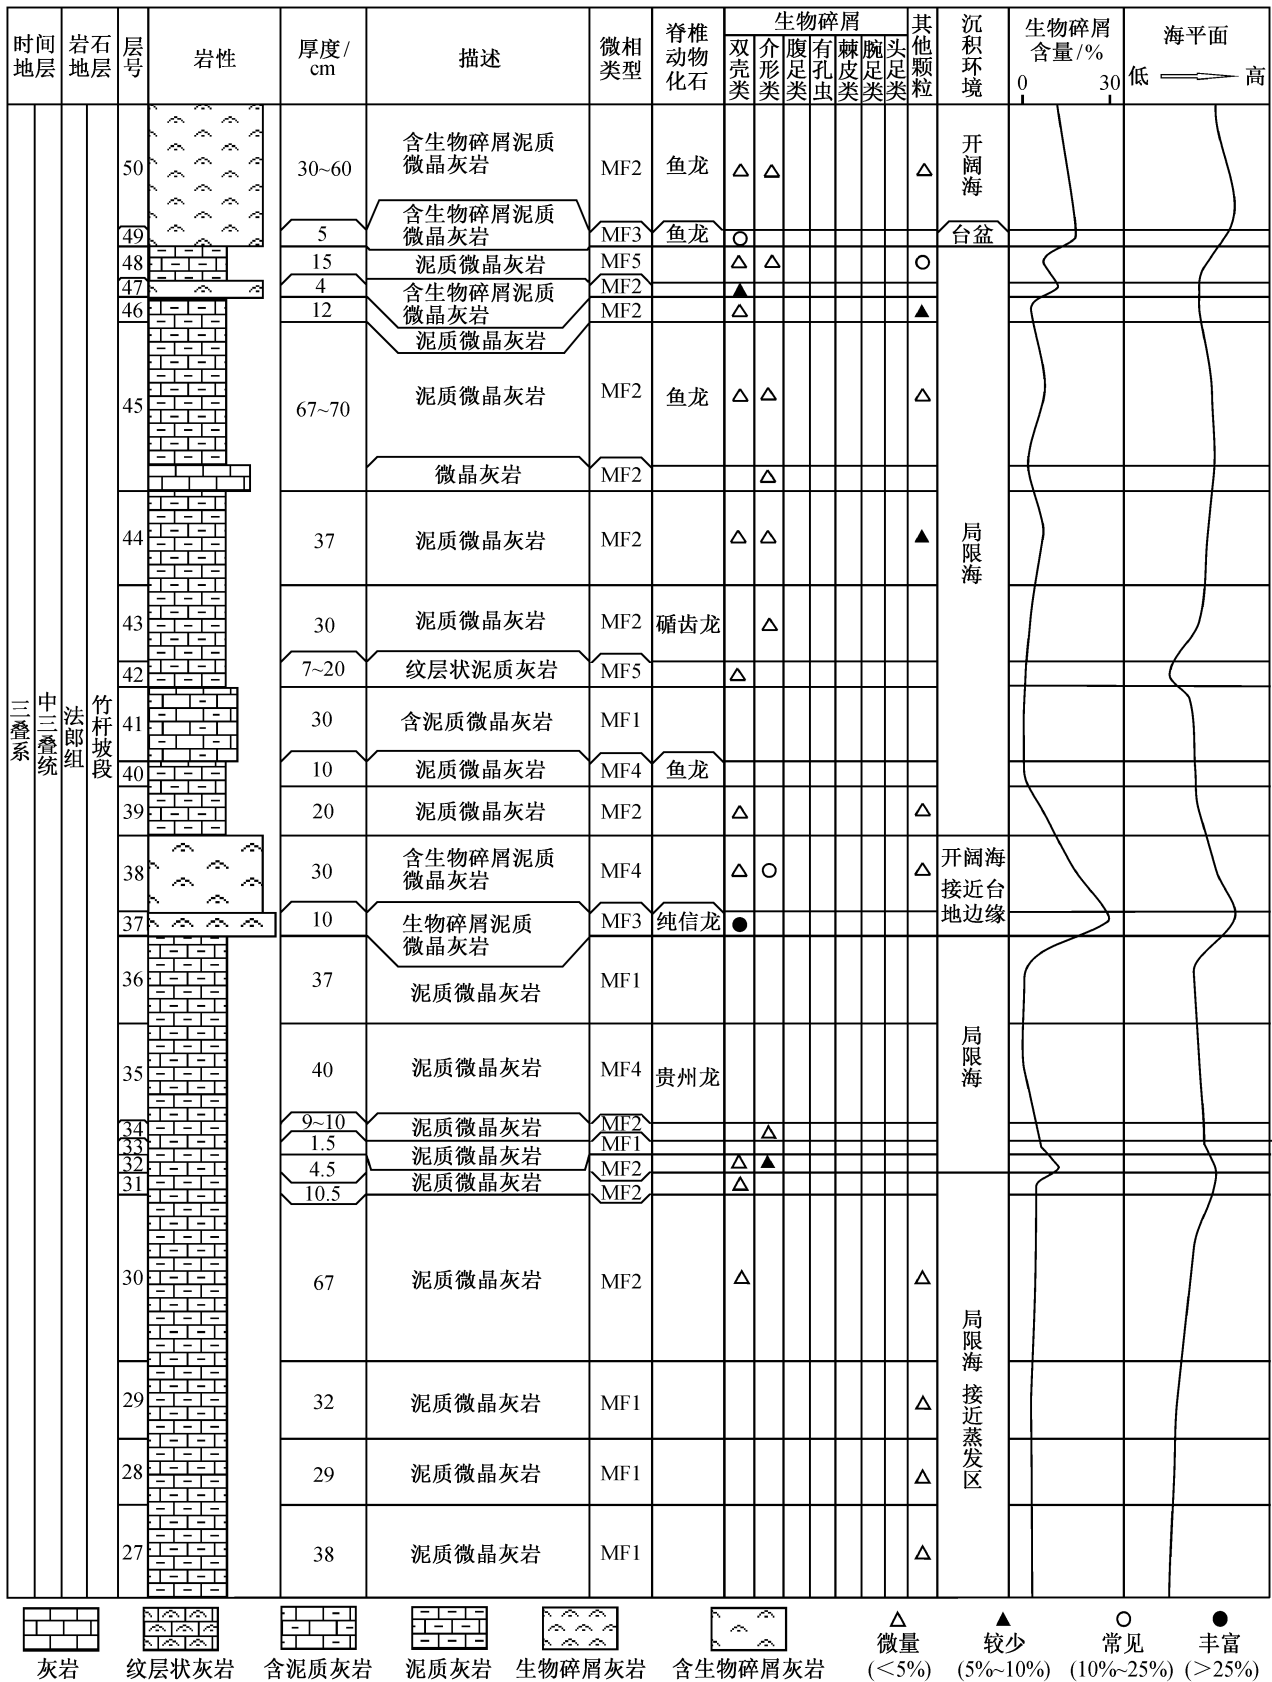 时间地层
岩石地层
层号
岩性
厚度/cm
描述
微相类型
脊椎动物化石
生物碎屑
双壳类
介形类
腹足类
有孔虫
棘皮类
腕足类
头足类
其他颗粒
沉积环境
生物碎屑含量/%
0 30
海平面
低 高
三叠系
中三叠统
法郎组
竹杆坡段
50 30~60 含生物碎屑泥质微晶灰岩 MF2 鱼龙 开阔海
49 5 含生物碎屑泥质微晶灰岩 MF3 鱼龙 台盆
48 15 泥质微晶灰岩 MF5
47 4 含生物碎屑泥质微晶灰岩 MF2
46 12 泥质微晶灰岩 MF2
45 67~70 泥质微晶灰岩 MF2 鱼龙
微晶灰岩 MF2
44 37 泥质微晶灰岩 MF2
局限海
43 30 泥质微晶灰岩 MF2 楯齿龙
42 7~20 纹层状泥质灰岩 MF5
41 30 含泥质微晶灰岩 MF1
40 10 泥质微晶灰岩 MF4 鱼龙
39 20 泥质微晶灰岩 MF2
38 30 含生物碎屑泥质微晶灰岩 MF4
开阔海
接近台
地边缘
37 10 生物碎屑泥质微晶灰岩 MF3 纯信龙
36 37 泥质微晶灰岩 MF1
局限海
35 40 泥质微晶灰岩 MF4 贵州龙
34 9~10 泥质微晶灰岩 MF2
33 1.5 MF1
32 4.5 泥质微晶灰岩 MF2
31 10.5 泥质微晶灰岩 MF2
30 67 泥质微晶灰岩 MF2
局限海 接近蒸发区
29 32 泥质微晶灰岩 MF1
28 29 泥质微晶灰岩 MF1
27 38 泥质微晶灰岩 MF1
灰岩
纹层状灰岩
含泥质灰岩
泥质灰岩
生物碎屑灰岩
含生物碎屑灰岩
微量
(<5%)
较少
(5%~10%)
常见
(10%~25%)
丰富
(>25%)